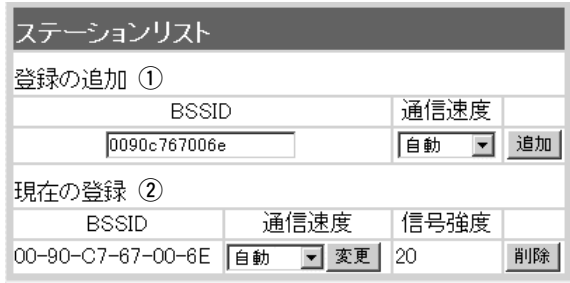 ステーションリスト
登録の追加 ①
BSSID 通信速度
0090c767006e 自動 追加
現在の登録 ②
BSSID 通信速度 信号強度
00-90-C7-67-00-6E 自動 変更 20 削除